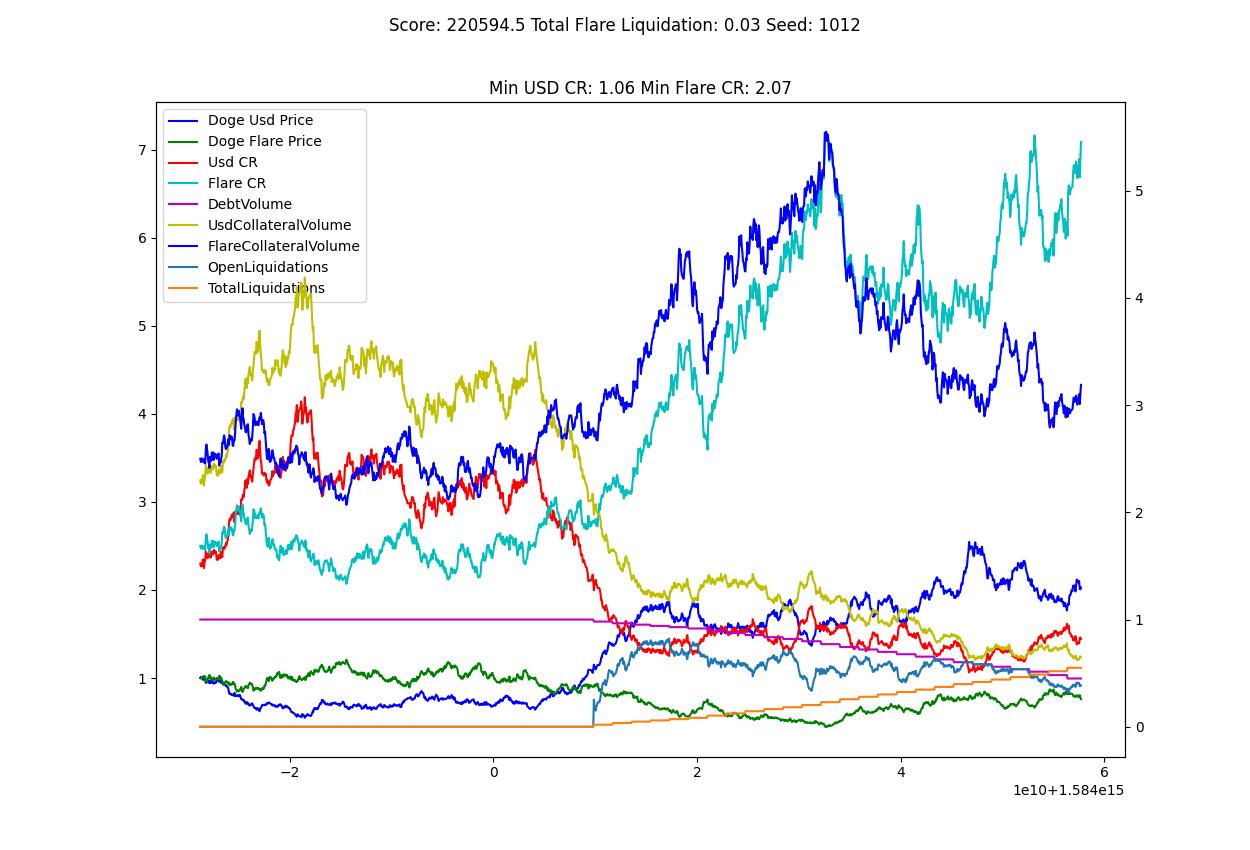 Score: 220594.5 Total Flare Liquidation: 0.03 Seed: 1012
Min USD CR: 1.06 Min Flare CR: 2.07
Doge Usd Price
Doge Flare Price
Usd CR
Flare CR
DebtVolume
UsdCollateralVolume
FlareCollateralVolume
OpenLiquidations
TotalLiquidations
7
6
5
4
3
2
1
5
4
3
2
1
0
−2
0
2
4
6
1e10+1.584e15